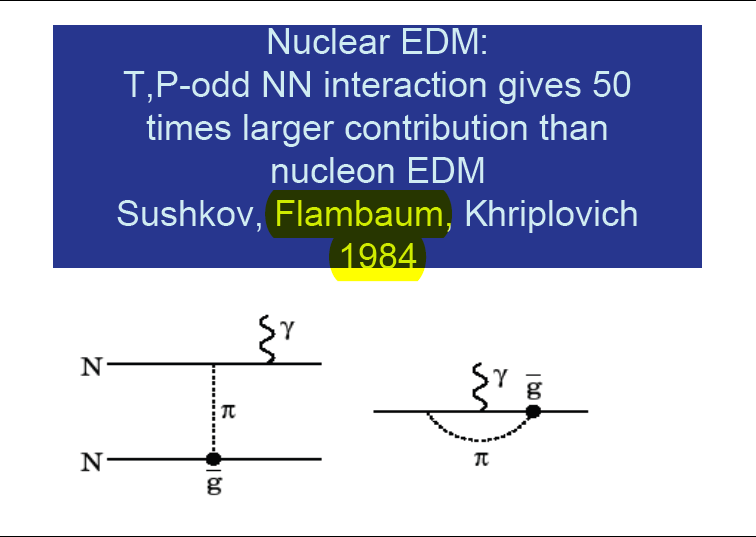 Nuclear EDM:
T,P-odd NN interaction gives 50
times larger contribution than
nucleon EDM
Sushkov, Flambaum, Khriplovich
1984
γ
N
π
N
g̅
γ
g̅
π